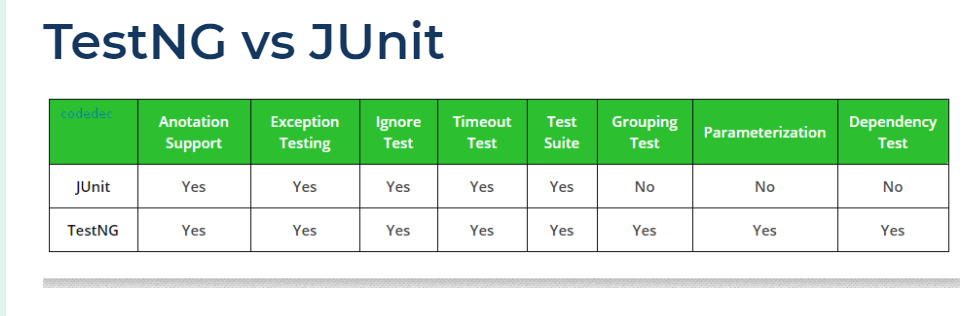 TestNG vs JUnit
codedec
Anotation Support Exception Testing Ignore Test Timeout Test Test Suite Grouping Test Parameterization Dependency Test
JUnit Yes Yes Yes Yes Yes No No No
TestNG Yes Yes Yes Yes Yes Yes Yes Yes